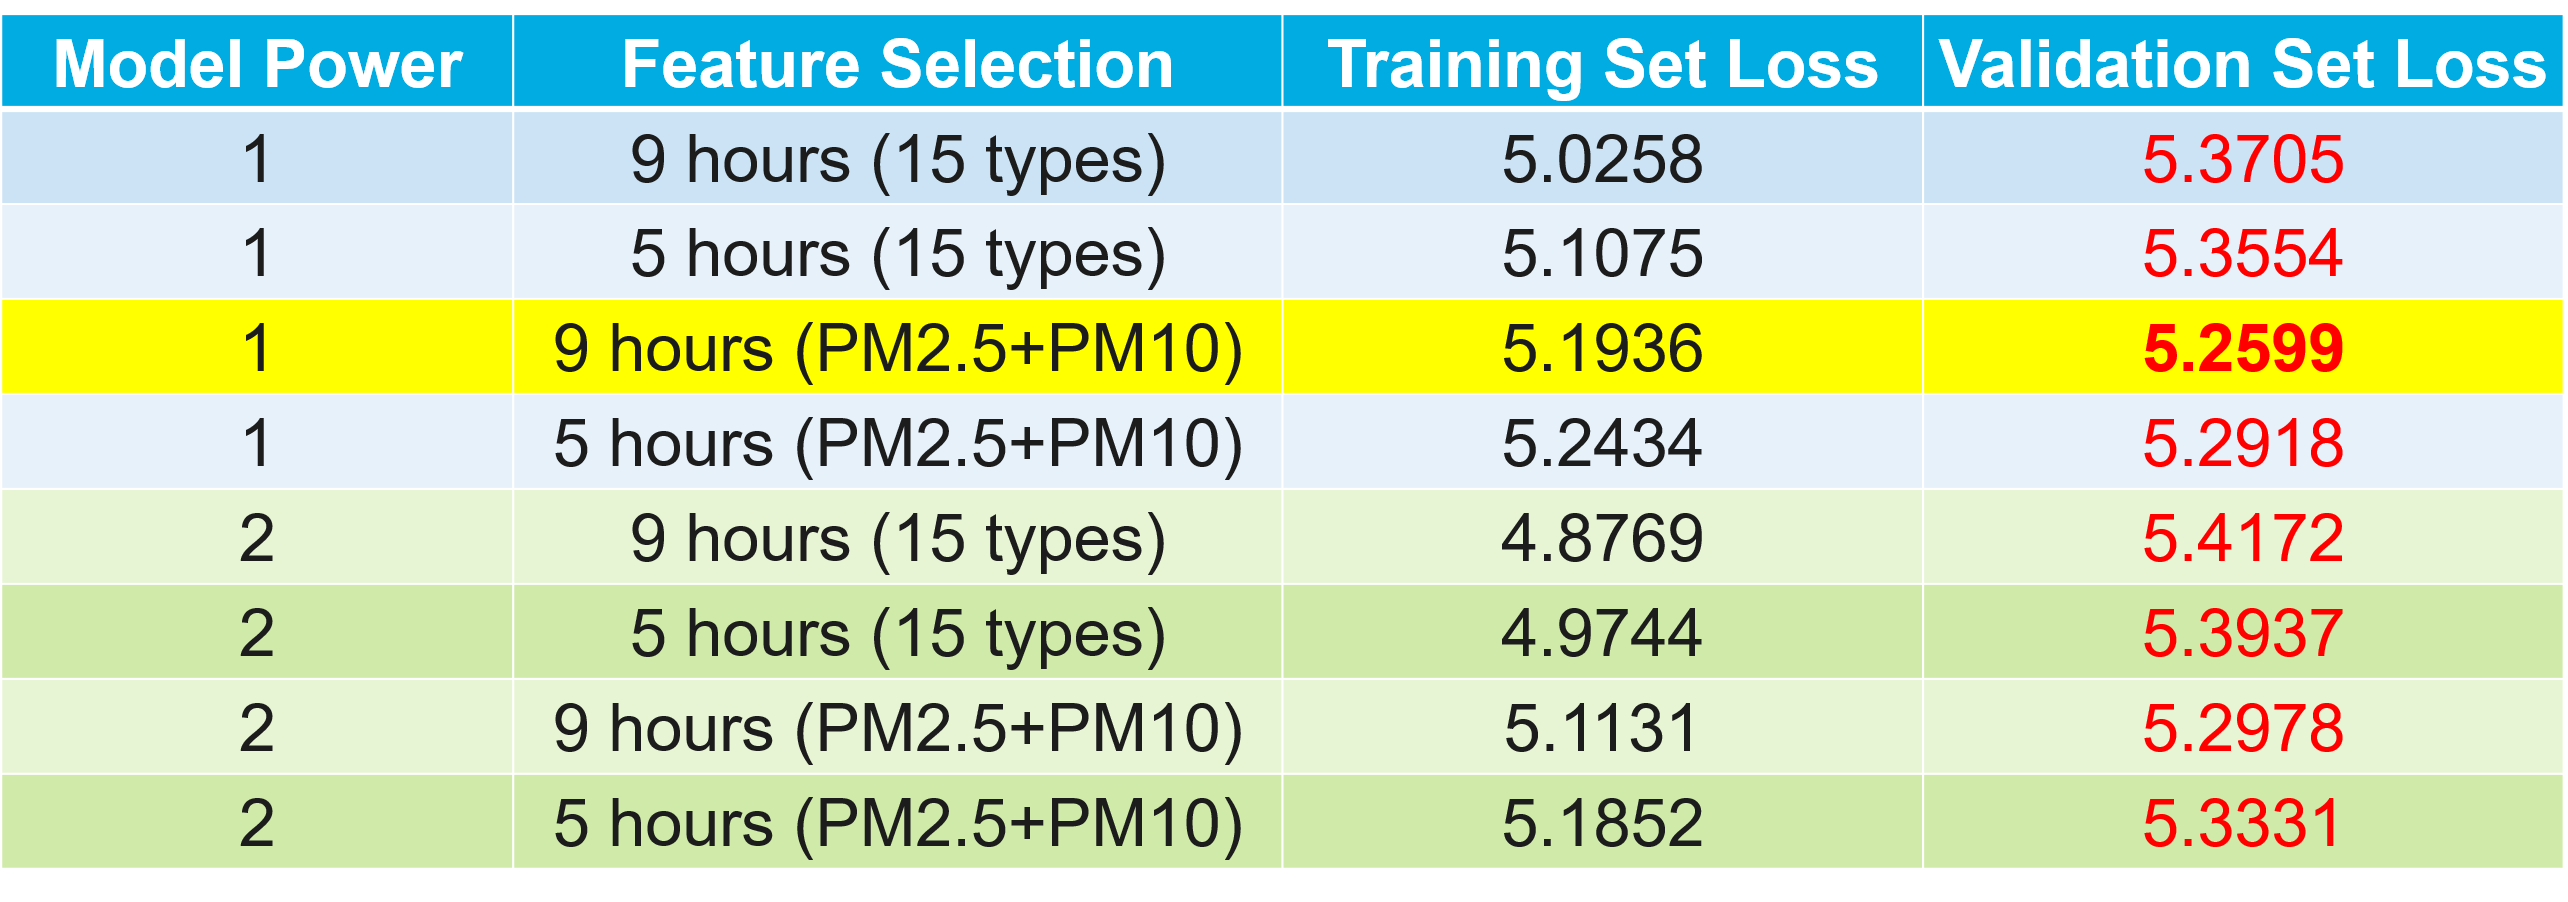 Model Power Feature Selection Training Set Loss Validation Set Loss
1 9 hours (15 types) 5.0258 5.3705
1 5 hours (15 types) 5.1075 5.3554
1 9 hours (PM2.5+PM10) 5.1936 5.2599
1 5 hours (PM2.5+PM10) 5.2434 5.2918
2 9 hours (15 types) 4.8769 5.4172
2 5 hours (15 types) 4.9744 5.3937
2 9 hours (PM2.5+PM10) 5.1131 5.2978
2 5 hours (PM2.5+PM10) 5.1852 5.3331